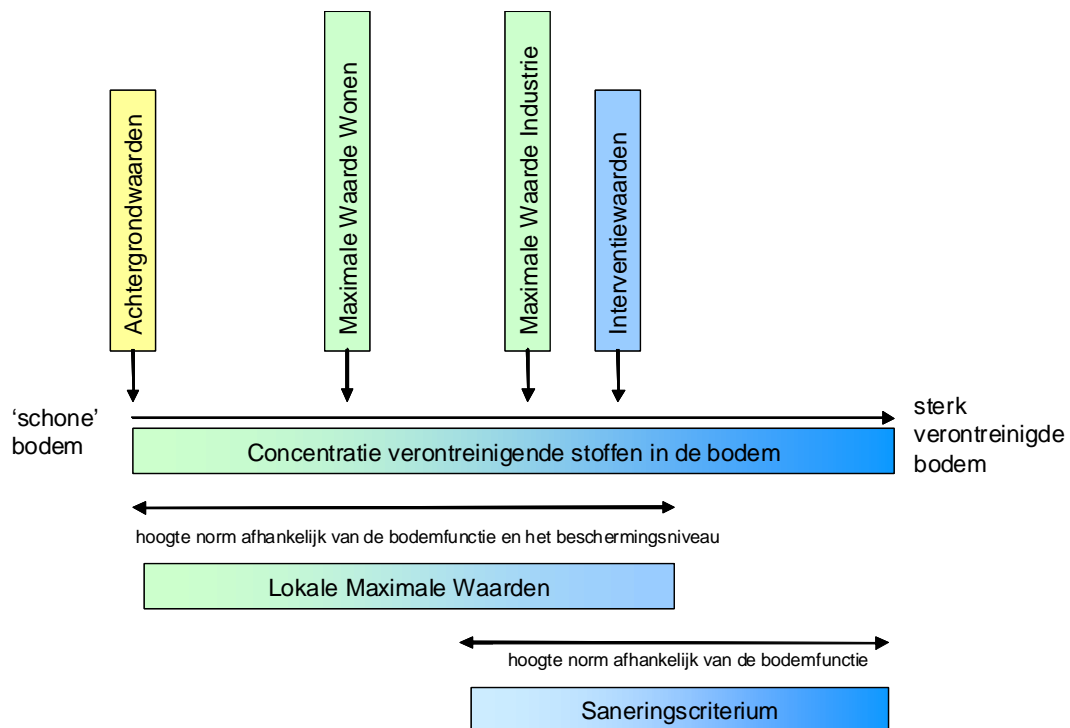 Achtergrondwaarden
Maximale Waarde Wonen
Maximale Waarde Industrie
Interventiewaarden
‘schone’
bodem
sterk
verontreinigde
bodem
Concentratie verontreinigende stoffen in de bodem
hoogte norm afhankelijk van de bodemfunctie en het beschermingsniveau
Lokale Maximale Waarden
hoogte norm afhankelijk van de bodemfunctie
Saneringscriterium